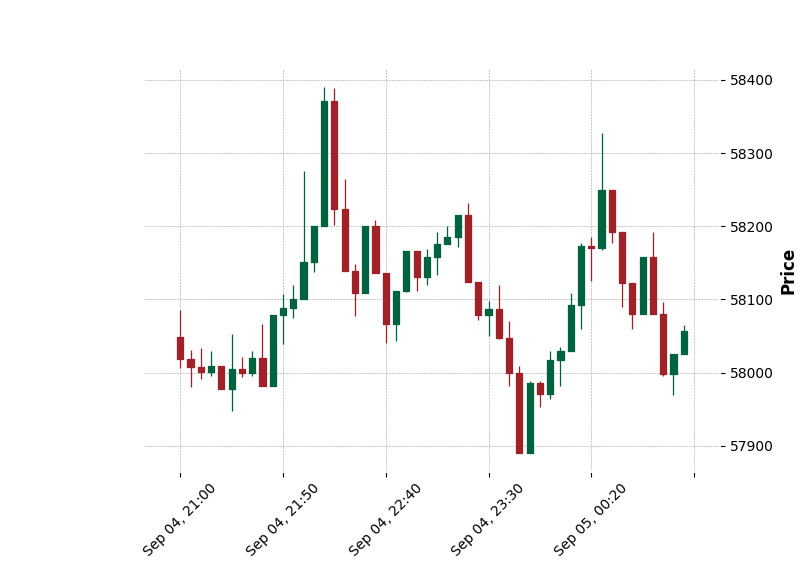 58400
58300
58200
58100
58000
57900
Price
Sep 04, 21:00
Sep 04, 21:50
Sep 04, 22:40
Sep 04, 23:30
Sep 05, 00:20